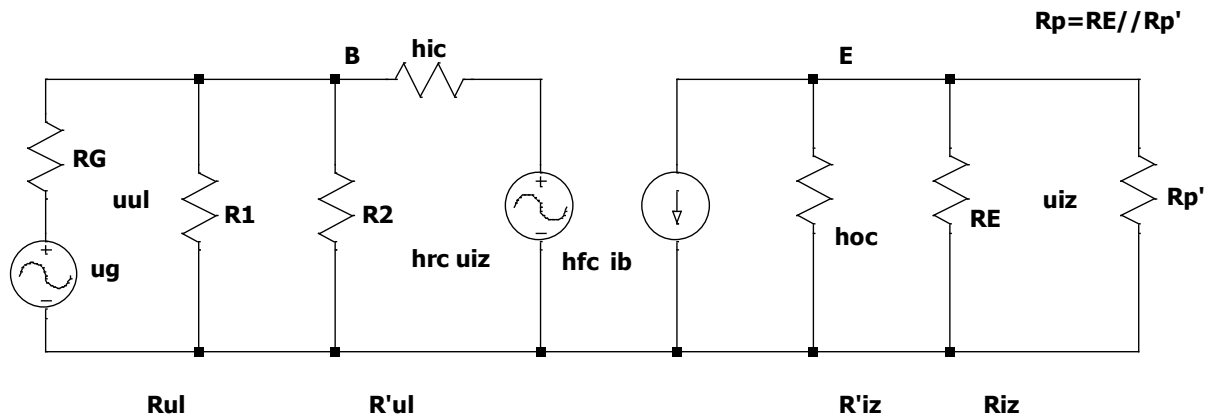 Rp=RE//Rp'
B
hic
E
RG
uul
R1
R2
RE
uiz
Rp'
ug
hrc uiz
hfc ib
hoc
Rul
R'ul
R'iz
Riz